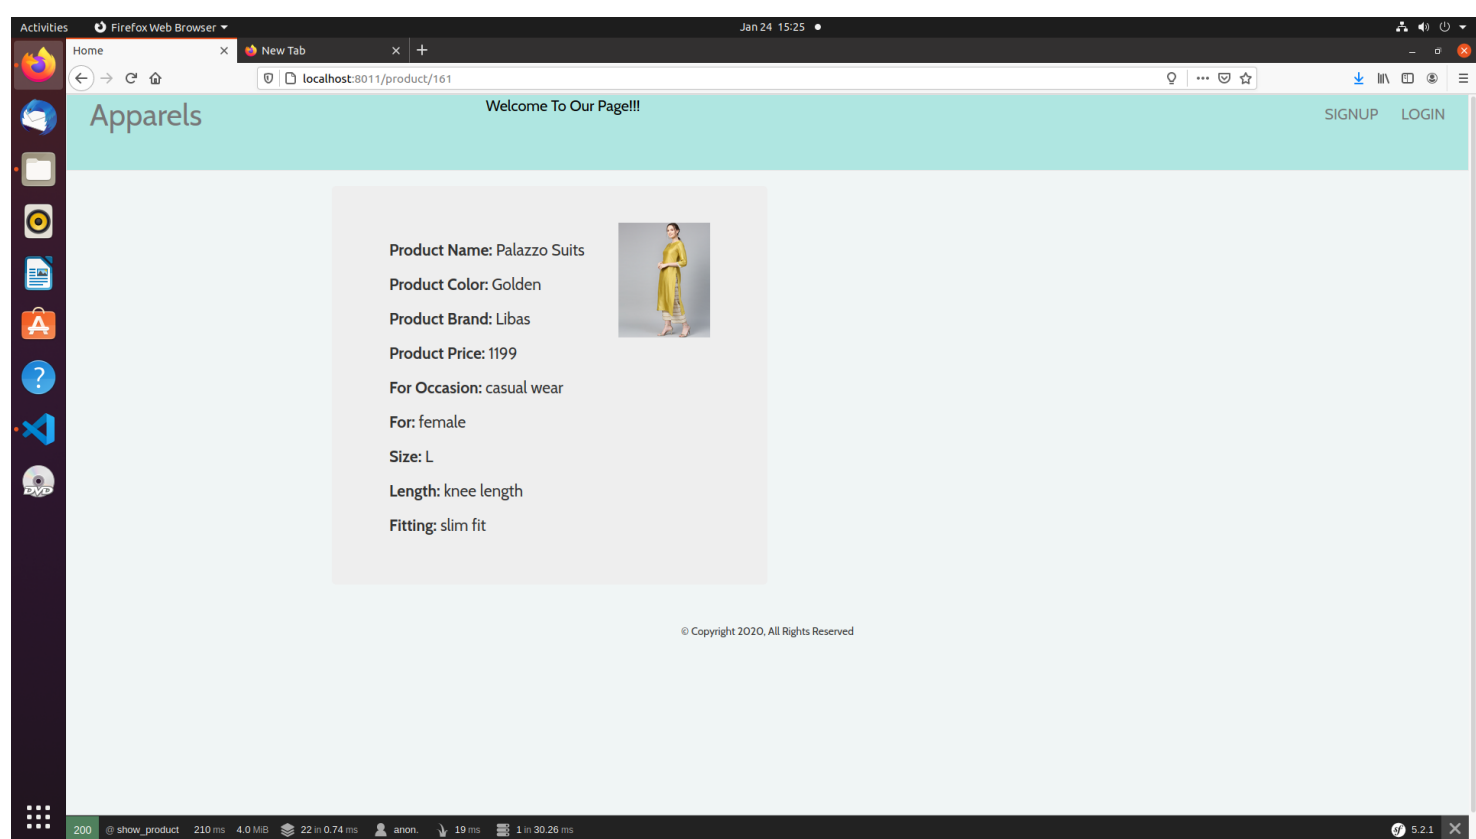 Activities Firefox Web Browser Jan 24 15:25
Home New Tab
localhost:8011/product/161
Apparels Welcome To Our Page!!! SIGNUP LOGIN
Product Name: Palazzo Suits
Product Color: Golden
Product Brand: Libas
Product Price: 1199
For Occasion: casual wear
For: female
Size: L
Length: knee length
Fitting: slim fit
© Copyright 2020, All Rights Reserved
200 @ show_product 210 ms 4.0 MiB 22 in 0.74 ms anon. 19 ms 1 in 30.26 ms sf 5.2.1
DVD